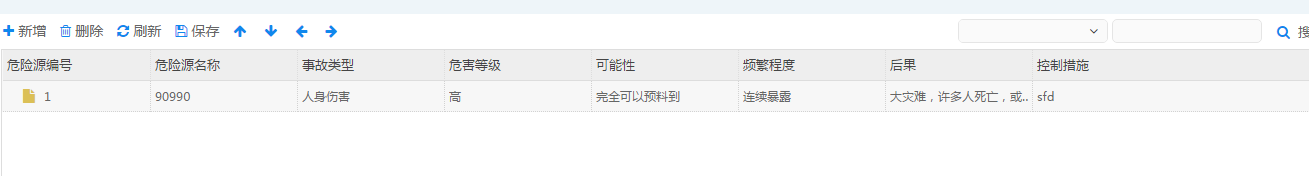 新增 删除 刷新 保存 搜
危险源编号 危险源名称 事故类型 危害等级 可能性 频繁程度 后果 控制措施
1 90990 人身伤害 高 完全可以预料到 连续暴露 大灾难，许多人死亡，或.. sfd